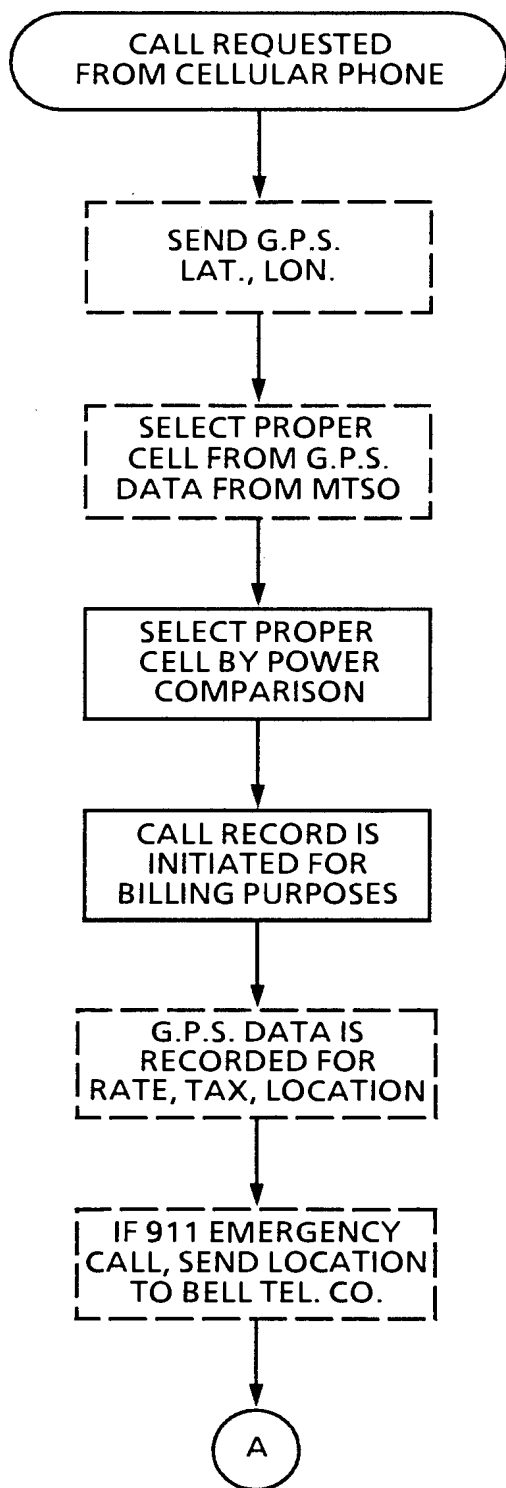 CALL REQUESTED
FROM CELLULAR PHONE
SEND G.P.S.
LAT., LON.
SELECT PROPER
CELL FROM G.P.S.
DATA FROM MTSO
SELECT PROPER
CELL BY POWER
COMPARISON
CALL RECORD IS
INITIATED FOR
BILLING PURPOSES
G.P.S. DATA IS
RECORDED FOR
RATE, TAX, LOCATION
IF 911 EMERGENCY
CALL, SEND LOCATION
TO BELL TEL. CO.
A